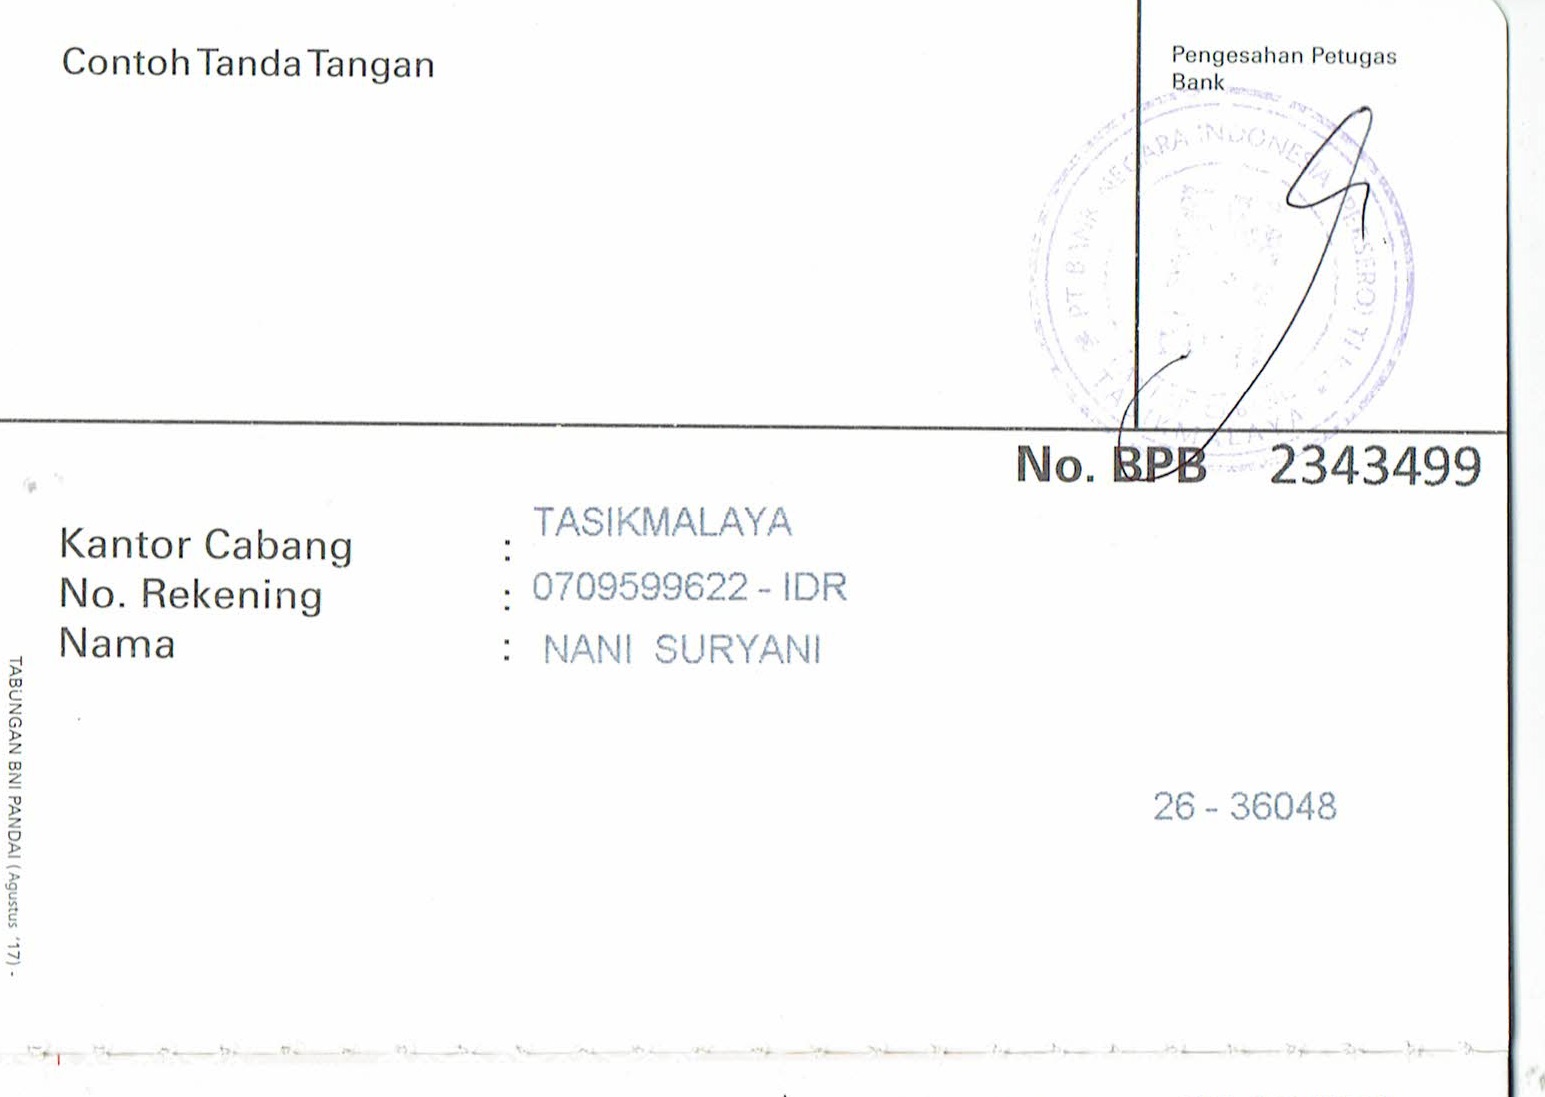 Contoh Tanda Tangan
Pengesahan Petugas
Bank
PT BANK NEGARA INDONESIA (PERSERO) Tbk
TASIKMALAYA
No. BPB 2343499
Kantor Cabang : TASIKMALAYA
No. Rekening : 0709599622 - IDR
Nama : NANI SURYANI
26 - 36048
TABUNGAN BNI PANDAI (Agustus '17) -